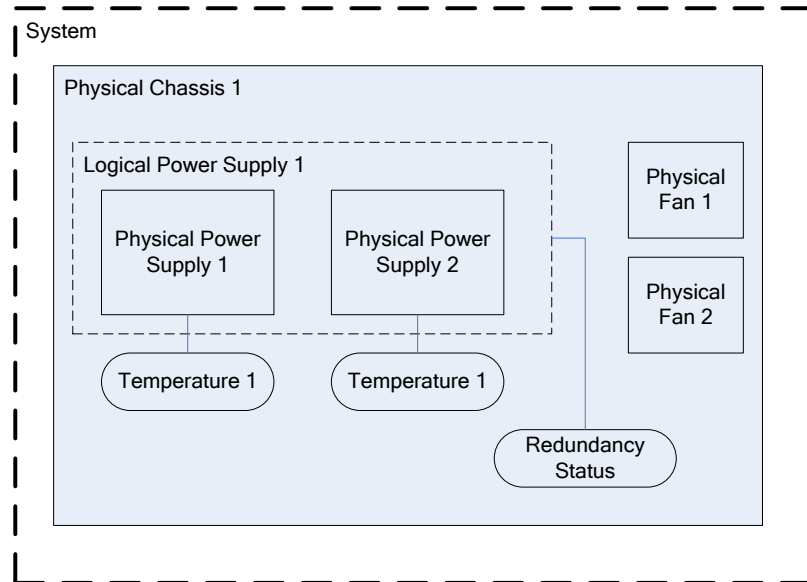 System
Physical Chassis 1
Logical Power Supply 1
Physical Power
Supply 1
Physical Power
Supply 2
Physical
Fan 1
Physical
Fan 2
Temperature 1
Temperature 1
Redundancy
Status